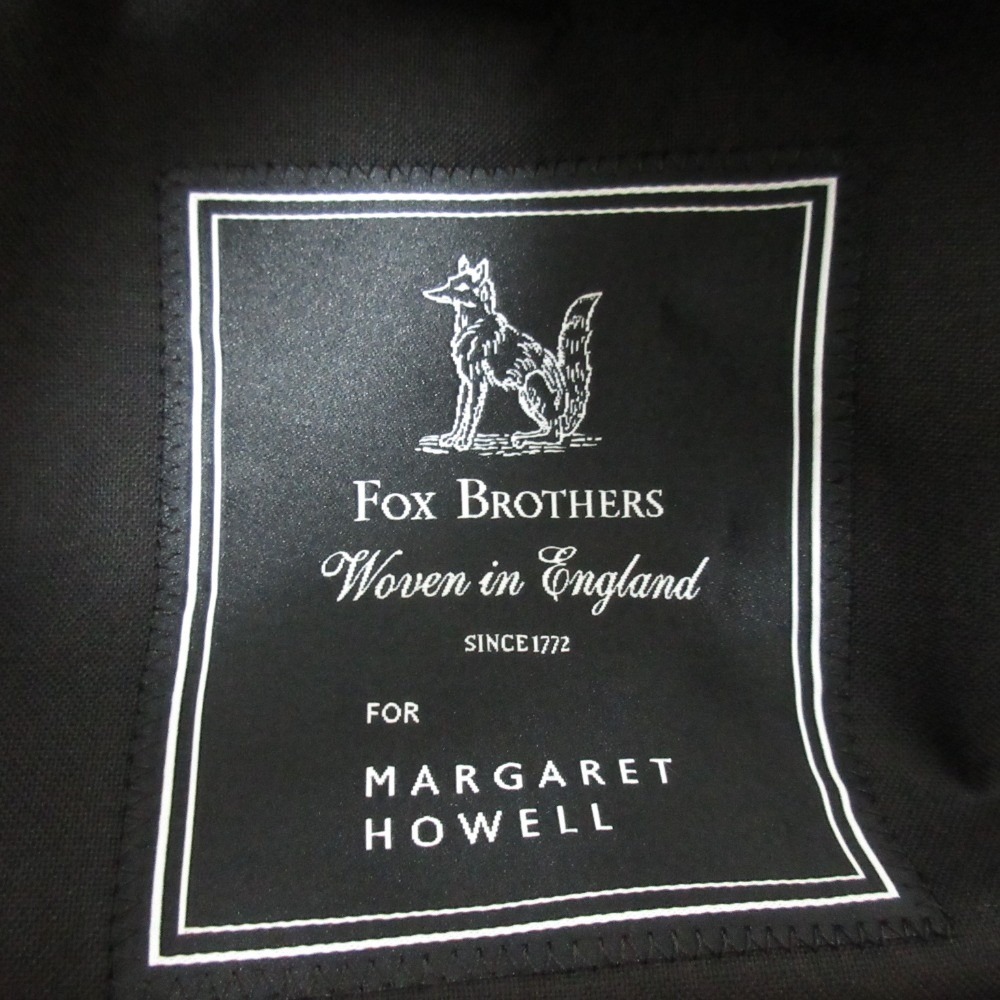 FOX BROTHERS
Woven in England
SINCE 1772
FOR
MARGARET
HOWELL